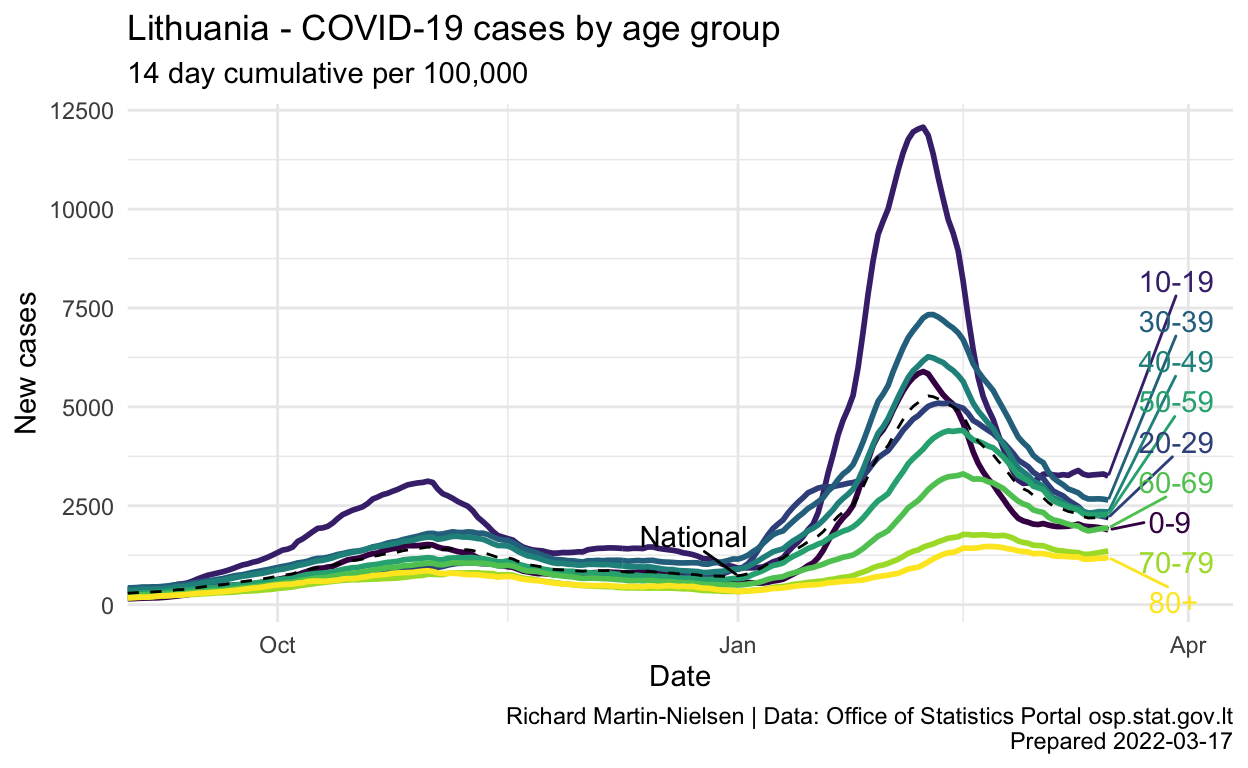 Lithuania - COVID-19 cases by age group
14 day cumulative per 100,000
12500
10000
7500
5000
2500
0
New cases
National
10-19
30-39
40-49
50-59
20-29
60-69
0-9
70-79
80+
Oct
Jan
Apr
Date
Richard Martin-Nielsen | Data: Office of Statistics Portal osp.stat.gov.lt
Prepared 2022-03-17